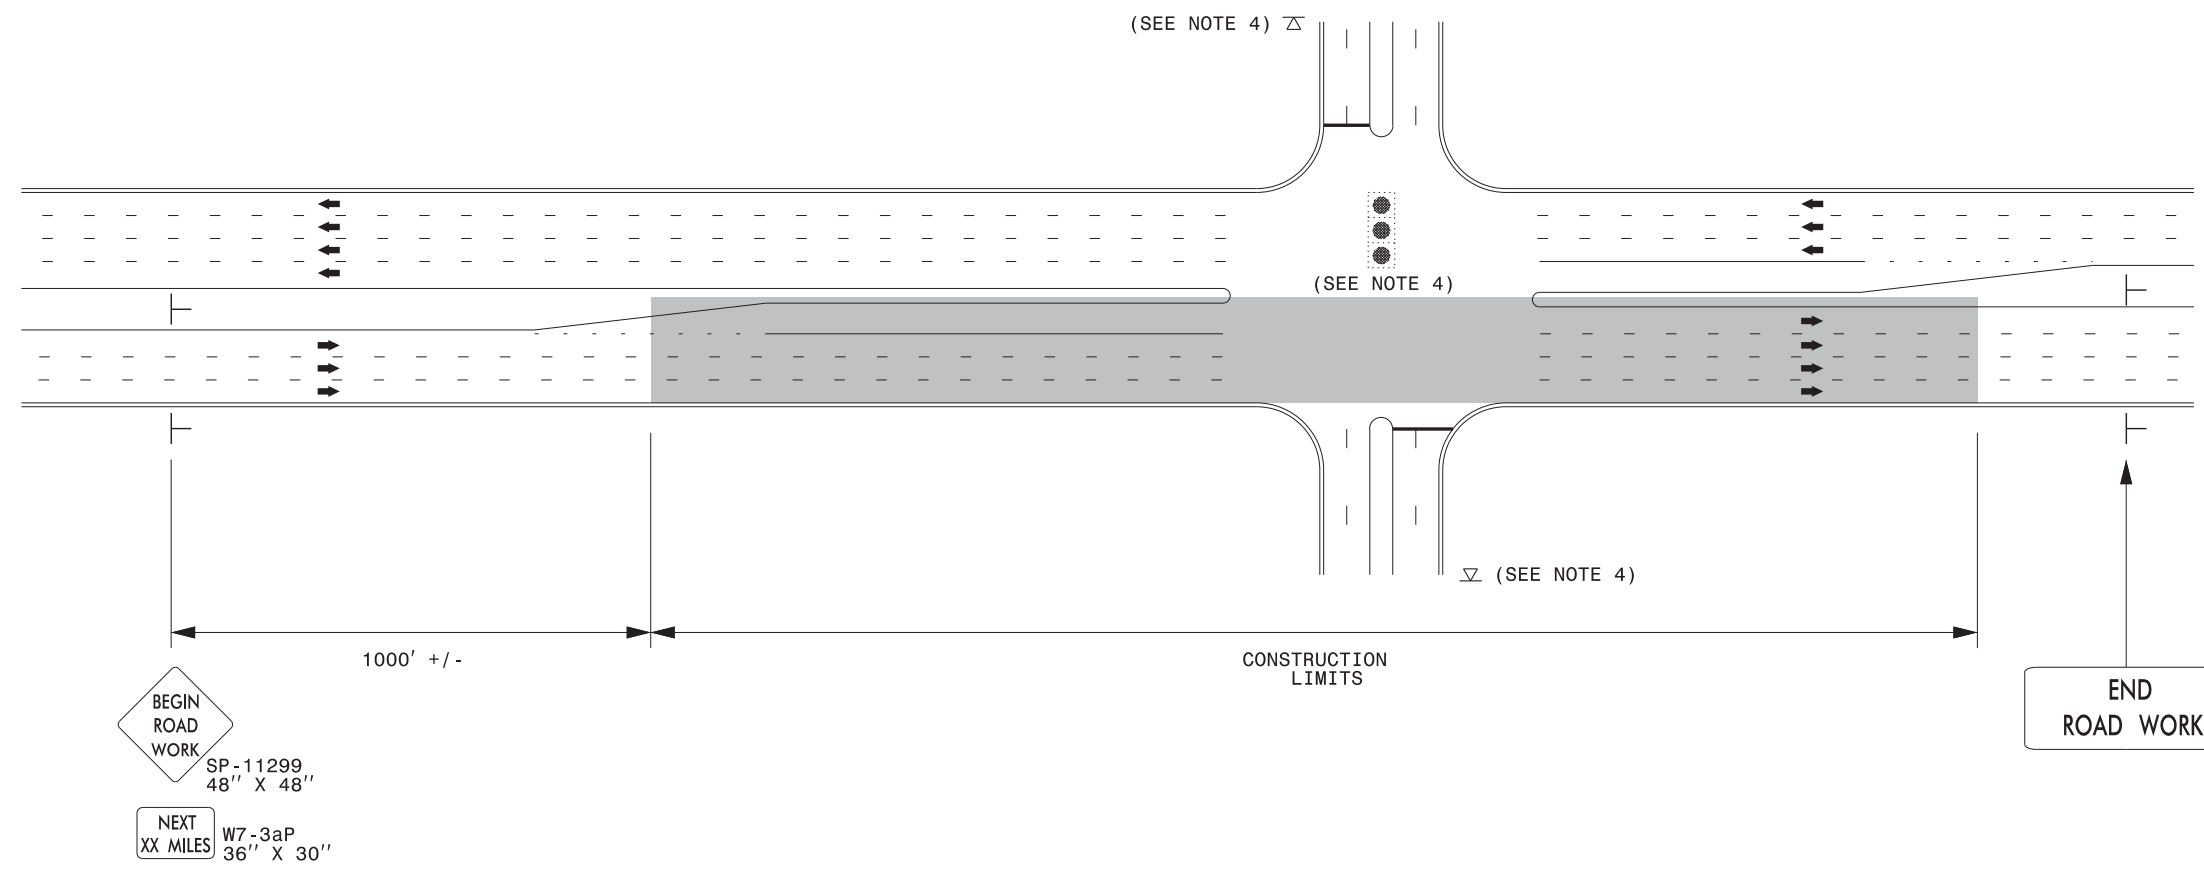 (SEE NOTE 4)
(SEE NOTE 4)
(SEE NOTE 4)
1000' +/-
CONSTRUCTION
LIMITS
BEGIN
ROAD
WORK
SP-11299
48'' X 48''
NEXT
XX MILES
W7-3aP
36'' X 30''
END
ROAD WORK